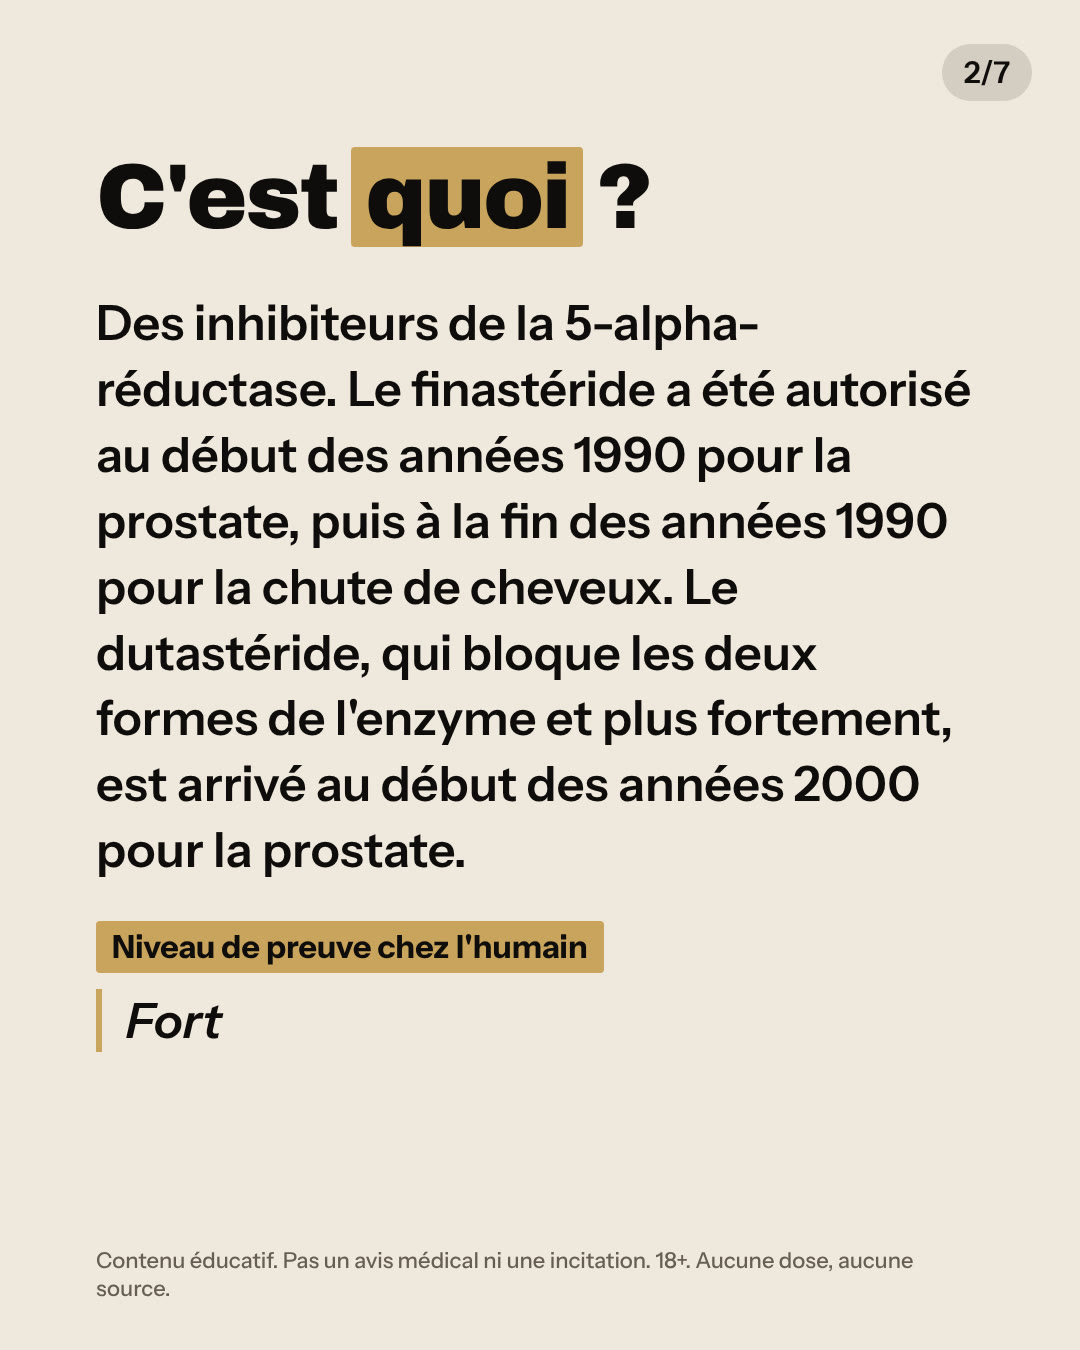 2/7
C'est quoi ?
Des inhibiteurs de la 5-alpha-
réductase. Le finastéride a été autorisé
au début des années 1990 pour la
prostate, puis à la fin des années 1990
pour la chute de cheveux. Le
dutastéride, qui bloque les deux
formes de l'enzyme et plus fortement,
est arrivé au début des années 2000
pour la prostate.
Niveau de preuve chez l'humain
Fort
Contenu éducatif. Pas un avis médical ni une incitation. 18+. Aucune dose, aucune
source.